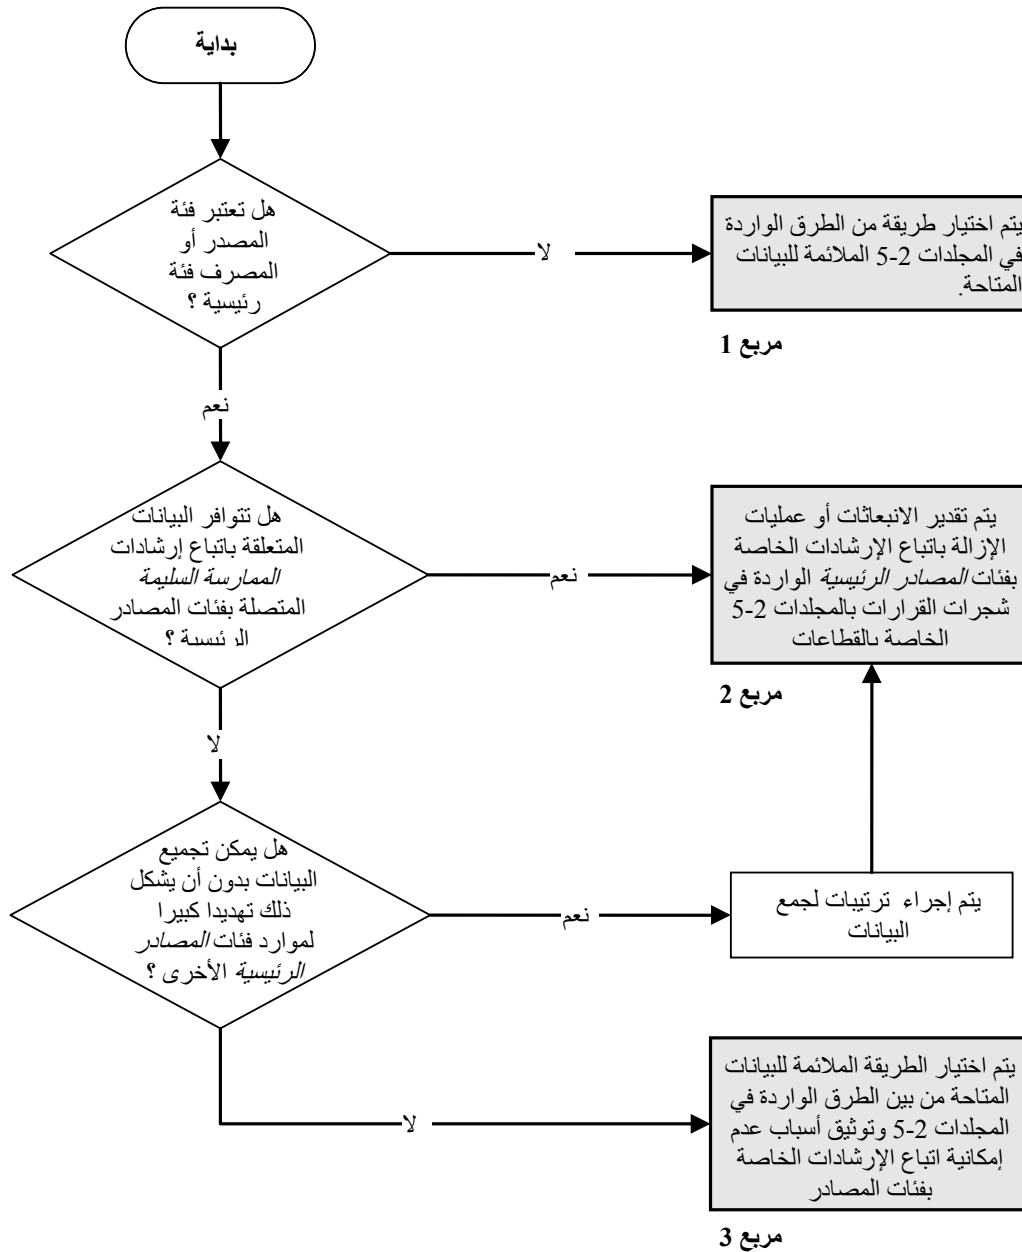 بداية
هل تعتبر فئة
المصدر أو
المصرف فئة
رئيسية ؟
لا
يتم اختيار طريقة من الطرق الواردة
في المجلدات 2-5 الملائمة للبيانات
المتاحة.
مربع 1
نعم
هل تتوافر البيانات
المتعلقة باتباع إرشادات
الممارسة السليمة
المتصلة بفئات المصادر
الرئيسية ؟
نعم
يتم تقدير الانبعاثات أو عمليات
الإزالة باتباع الإرشادات الخاصة
بفئات المصادر الرئيسية الواردة في
شجرات القرارات بالمجلدات 2-5
الخاصة بالقطاعات
مربع 2
لا
هل يمكن تجميع
البيانات بدون أن يشكل
ذلك تهديدا كبيرا
لموارد فئات المصادر
الرئيسية الأخرى ؟
نعم
يتم إجراء ترتيبات لجمع
البيانات
لا
يتم اختيار الطريقة الملائمة للبيانات
المتاحة من بين الطرق الواردة في
المجلدات 2-5 وتوثيق أسباب عدم
إمكانية اتباع الإرشادات الخاصة
بفئات المصادر
مربع 3